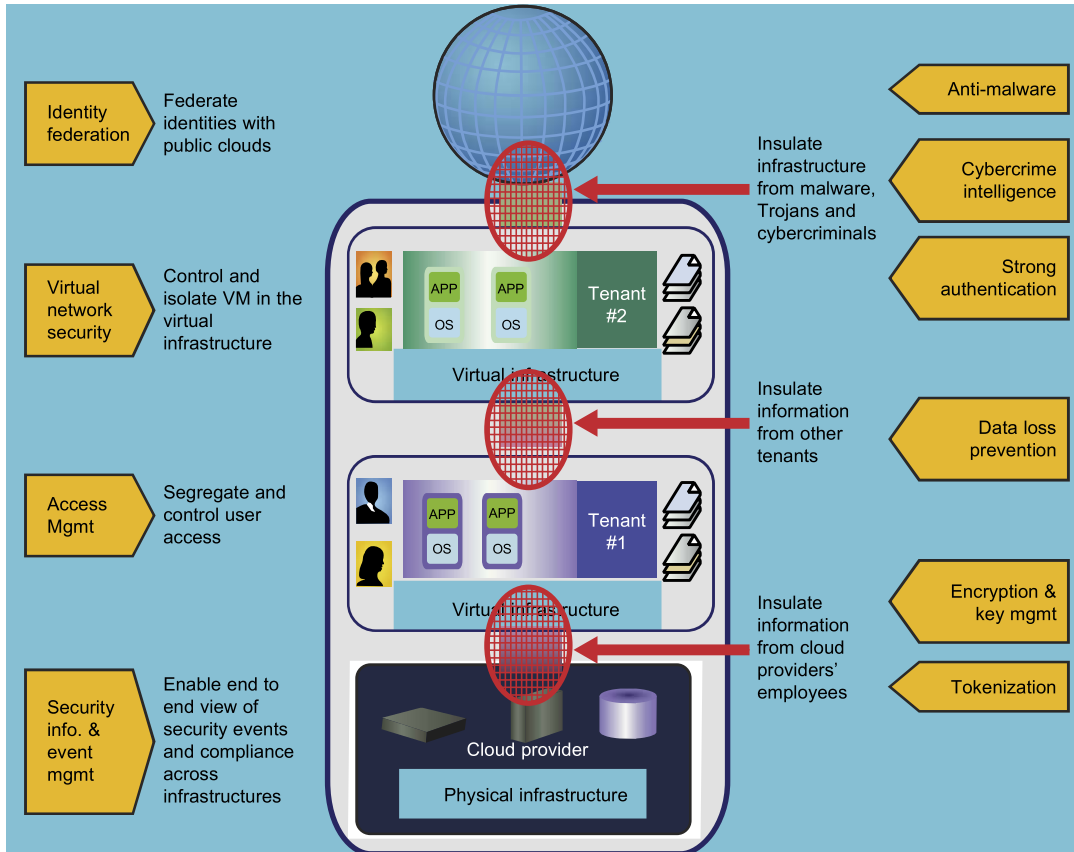 Identity
federation
Federate
identities with
public clouds
Virtual
network
security
Control and
isolate VM in the
virtual
infrastructure
Access
Mgmt
Segregate and
control user
access
Security
info. &
event
mgmt
Enable end to
end view of
security events
and compliance
across
infrastructures
APP
APP
OS
OS
Tenant
#2
Virtual infrastructure
APP
APP
OS
OS
Tenant
#1
Virtual infrastructure
Cloud provider
Physical infrastructure
Insulate
infrastructure
from malware,
Trojans and
cybercriminals
Insulate
information
from other
tenants
Insulate
information
from cloud
providers’
employees
Anti-malware
Cybercrime
intelligence
Strong
authentication
Data loss
prevention
Encryption &
key mgmt
Tokenization